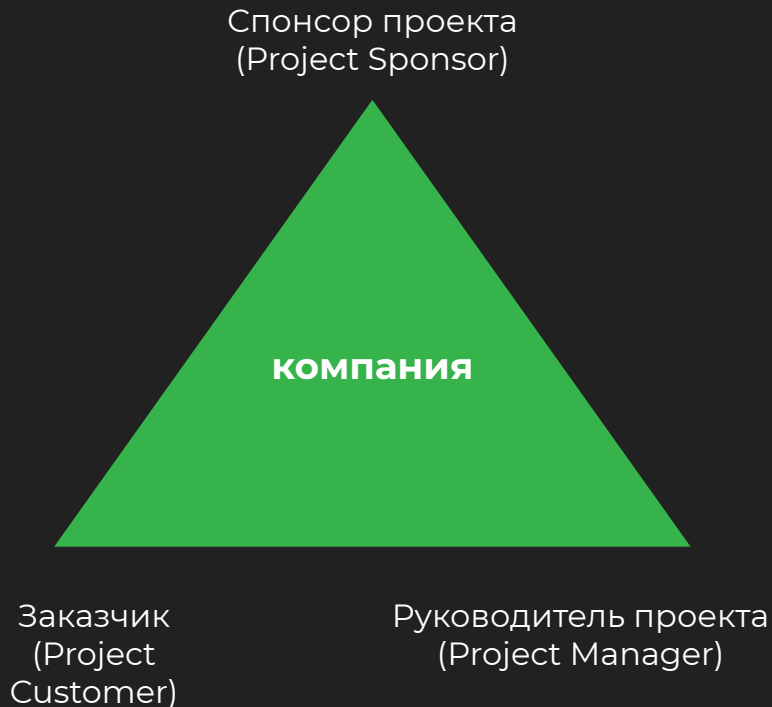 Спонсор проекта
(Project Sponsor)
компания
Заказчик
(Project
Customer)
Руководитель проекта
(Project Manager)